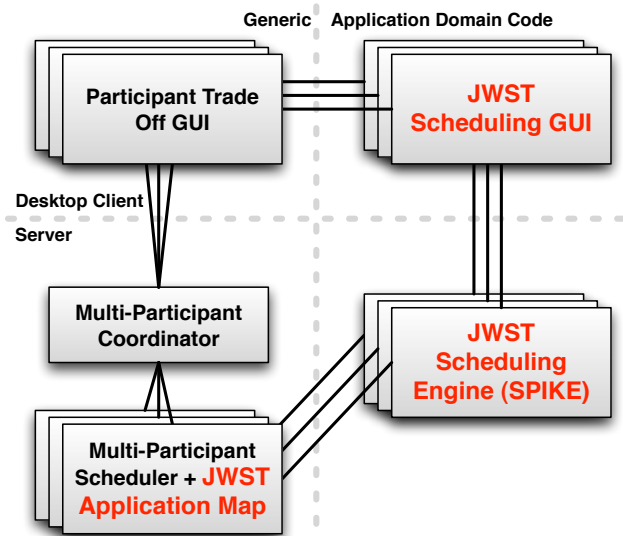 Generic
Application Domain Code
Participant Trade
Off GUI
JWST
Scheduling GUI
Desktop Client
Server
Multi-Participant
Coordinator
JWST
Scheduling
Engine (SPIKE)
Multi-Participant
Scheduler + JWST
Application Map